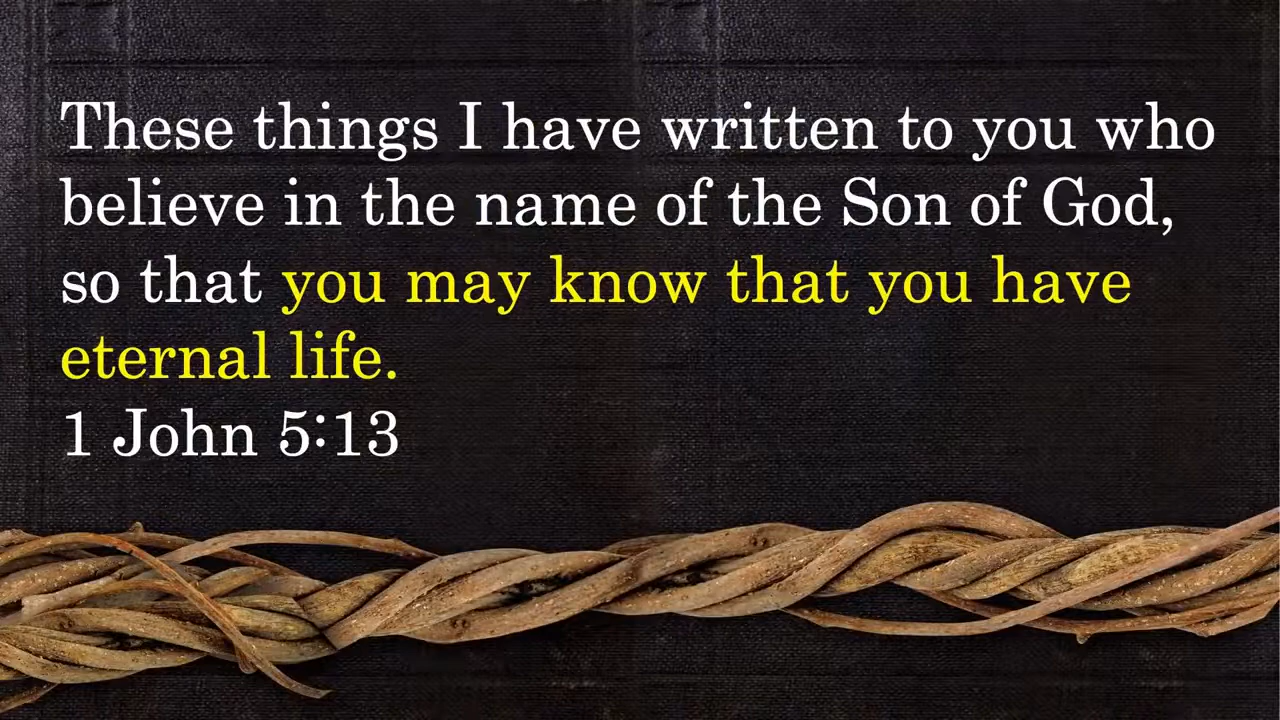 These things I have written to you who
believe in the name of the Son of God,
so that you may know that you have
eternal life.
1 John 5:13